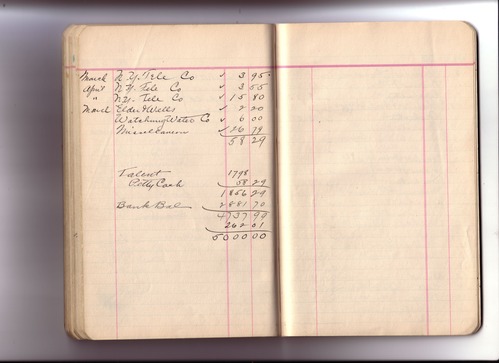 March N.Y. Tele Co ✓ 3 95
April N.Y. Tele Co ✓ 3 55
" N.Y. Tele Co ✓ 15 80
March Elder & Wells ✓ 2 20
Watchung Water Co ✓ 6 00
Miscellaneous ✓ 26 79
58 29
Talent 1798
Petty Cash 58 29
1856 29
Bank Bal 2881 70
4737 99
262 01
5000 00